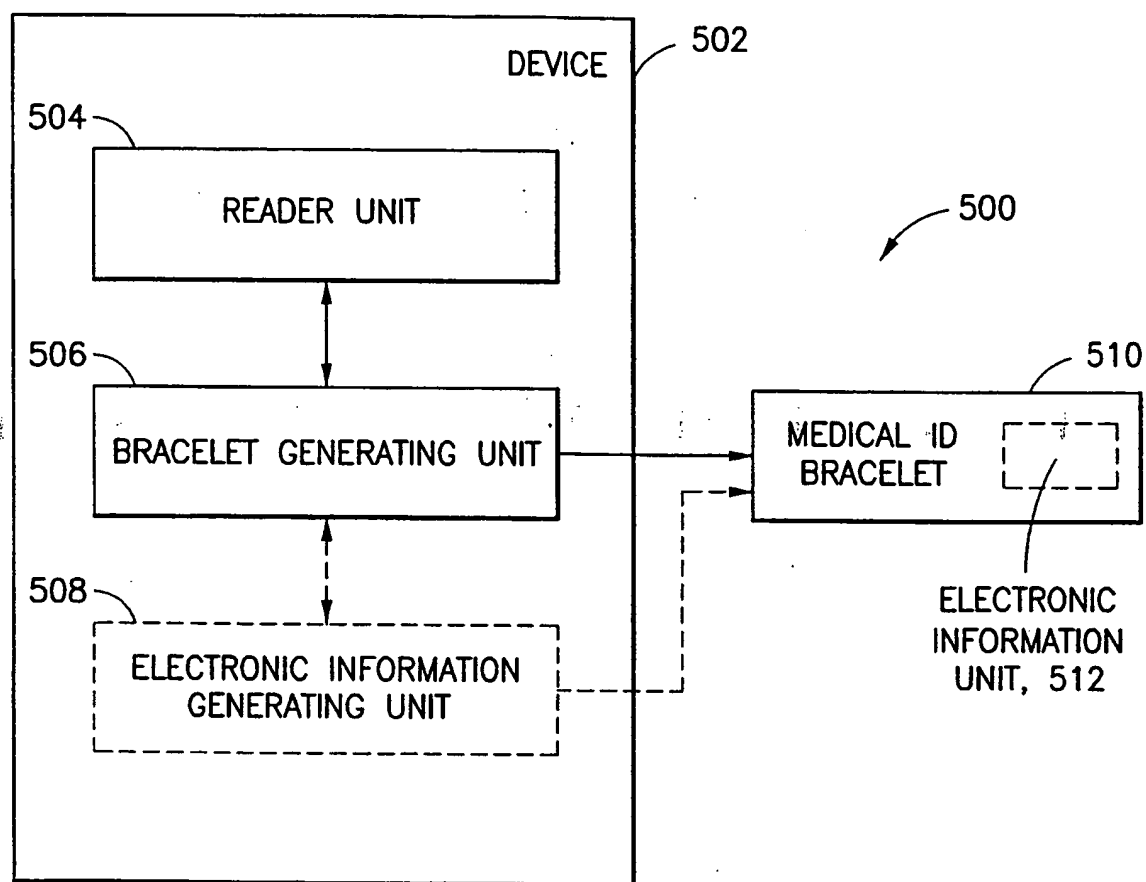 502
DEVICE
504
READER UNIT
500
506
BRACELET GENERATING UNIT
510
MEDICAL ID
BRACELET
508
ELECTRONIC INFORMATION
GENERATING UNIT
ELECTRONIC
INFORMATION
UNIT, 512